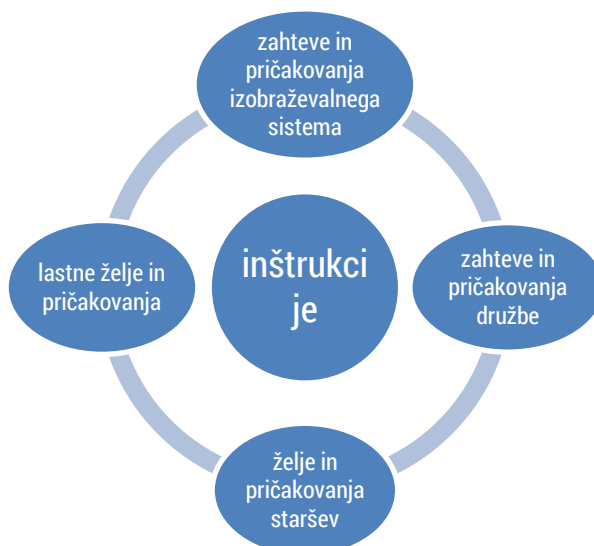 zahteve in
pričakovanja
izobraževalnega
sistema
lastne želje in
pričakovanja
inštrukci
je
zahteve in
pričakovanja
družbe
želje in
pričakovanja
staršev